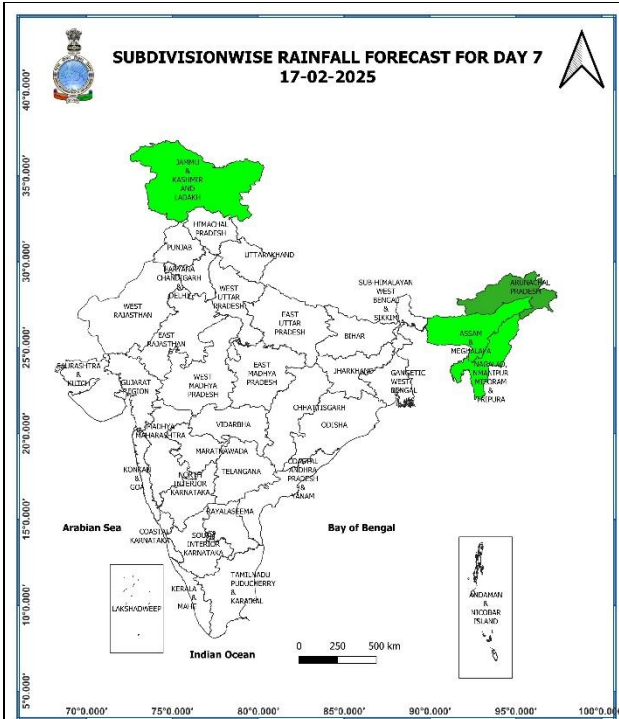 SUBDIVISIONWISE RAINFALL FORECAST FOR DAY 7
17-02-2025
40°0.000'
35°0.000'
30°0.000'
25°0.000'
20°0.000'
15°0.000'
10°0.000'
5°0.000'
JAMMU
&
KASHMIR
AND
LADAKH
HIMACHAL
PRADESH
PUNJAB
UTTARAKHAND
HARYANA
CHANDIGARH
&
DELHI
WEST
UTTAR
PRADESH
WEST
RAJASTHAN
EAST
RAJASTHAN
EAST
UTTAR
PRADESH
SUB-HIMALAYAN
WEST
BENGAL
&
SIKKIM
ARUNACHAL
PRADESH
ASSAM
&
MEGHALAYA
NAGALAND
MANIPUR
MIZORAM
&
TRIPURA
BIHAR
SAURASHTRA
&
KUTCH
GUJARAT
REGION
WEST
MADHYA
PRADESH
EAST
MADHYA
PRADESH
JHARKHAND
GANGETIC
WEST
BENGAL
CHHATTISGARH
ODISHA
MADHYA
MAHARASHTRA
VIDARBHA
MARATHAWADA
KONKAN
&
GOA
NORTH
INTERIOR
KARNATAKA
TELANGANA
COASTAL
ANDHRA
PRADESH
&
YANAM
RAYALASEEMA
COASTAL
KARNATAKA
SOUTH
INTERIOR
KARNATAKA
Arabian Sea
Bay of Bengal
TAMILNADU
PUDUCHERRY
&
KARAIKAL
KERALA
&
MAHE
LAKSHADWEEP
ANDAMAN
&
NICOBAR
ISLAND
Indian Ocean
0 250 500 km
70°0.000' 75°0.000' 80°0.000' 85°0.000' 90°0.000' 95°0.000' 100°0.000'